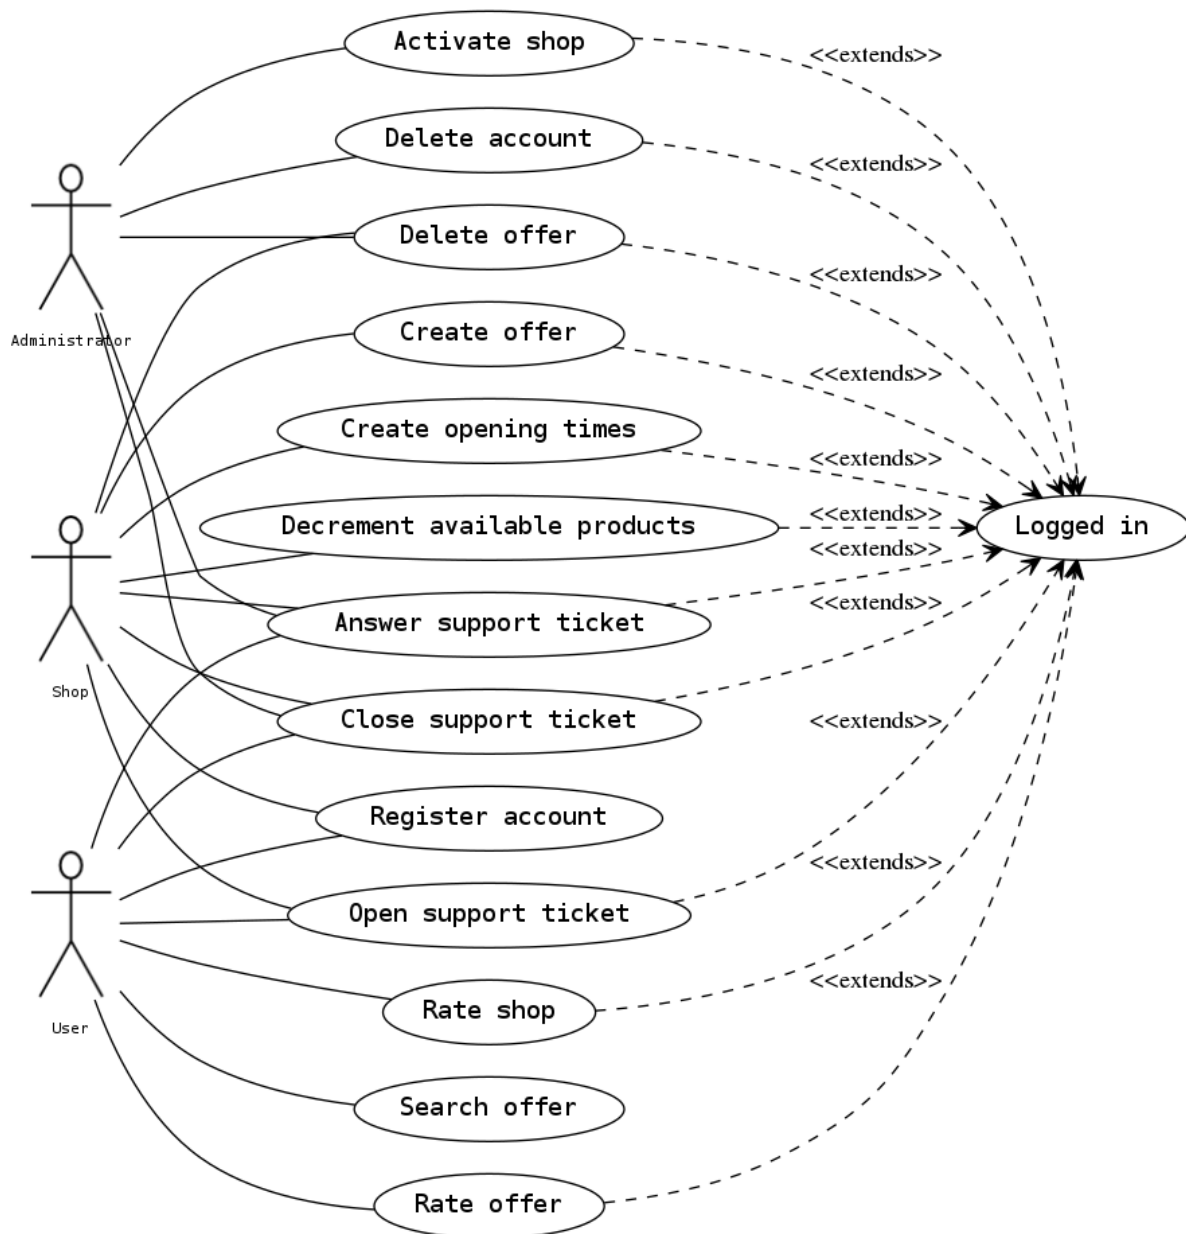 Activate shop
<<extends>>
Delete account
<<extends>>
Delete offer
<<extends>>
Administrator
Create offer
<<extends>>
Create opening times
<<extends>>
Decrement available products
<<extends>>
Logged in
<<extends>>
Answer support ticket
<<extends>>
Shop
Close support ticket
<<extends>>
Register account
<<extends>>
Open support ticket
<<extends>>
User
Rate shop
Search offer
Rate offer